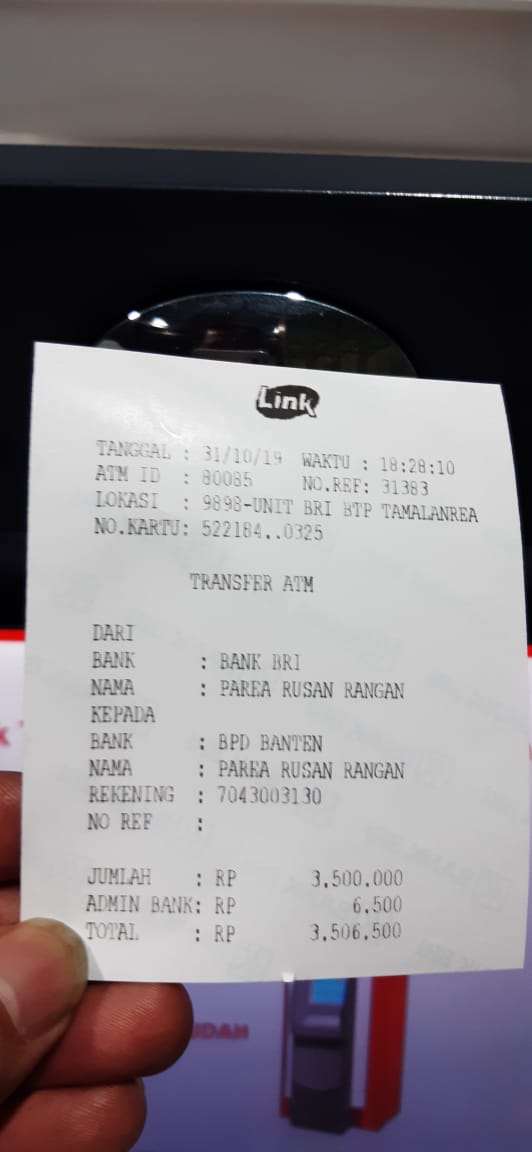 Link
TANGGAL : 31/10/19 WAKTU : 18:28:10
ATM ID : 80085 NO.REF: 31383
LOKASI : 9898-UNIT BRI BTP TAMALANREA
NO.KARTU: 522184..0325
TRANSFER ATM
DARI
BANK : BANK BRI
NAMA : PAREA RUSAN RANGAN
KEPADA
BANK : BPD BANTEN
NAMA : PAREA RUSAN RANGAN
REKENING : 7043003130
NO REF :
JUMLAH : RP 3,500,000
ADMIN BANK: RP 6,500
TOTAL : RP 3,506,500